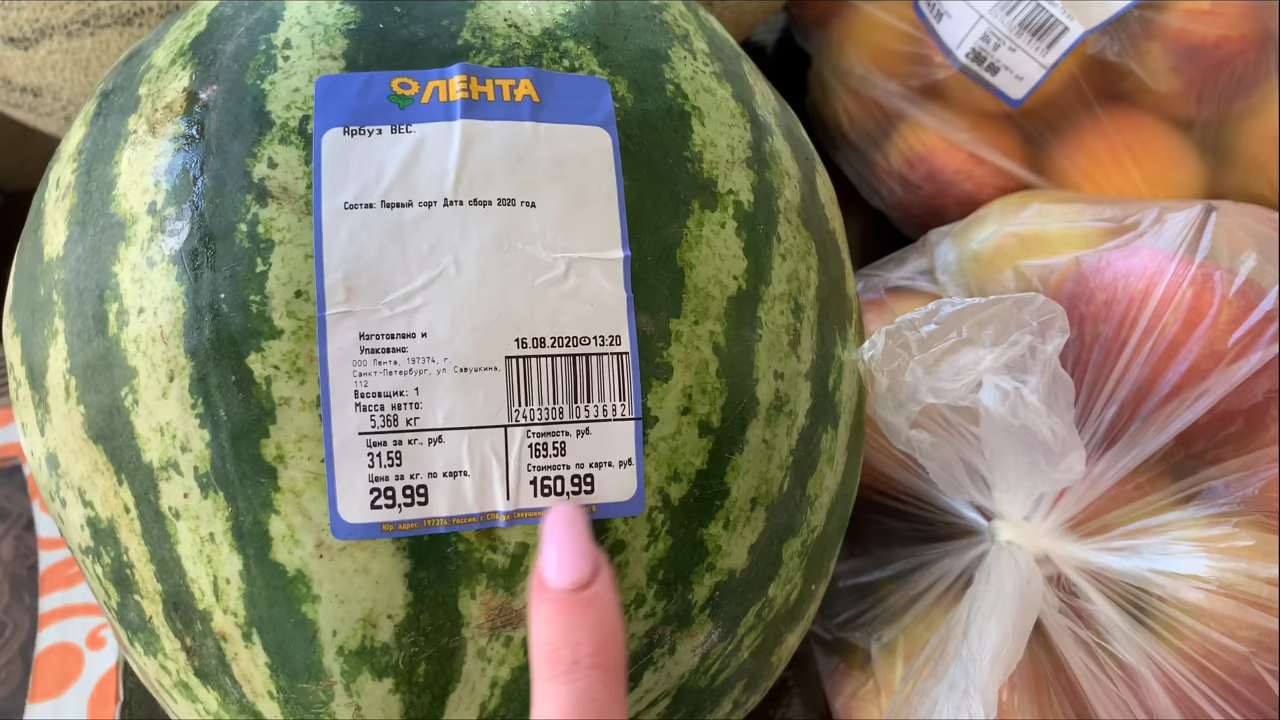 ЛЕНТА
Арбуз ВЕС.
Состав: Первый сорт Дата сбора 2020 год
Изготовлено и
Упаковано:
ООО Лента, 197374, г.
Санкт-Петербург, ул. Савушкина,
112
Весовщик: 1
Масса нетто:
5,368 кг
16.08.2020 13:20
2403308 053682
Цена за кг., руб.
31.59
Цена за кг. по карте,
29,99
Стоимость, руб.
169.58
Стоимость по карте, руб.
160,99
Юр. адрес: 197374, Россия, г. СПб, ул. Савушкина